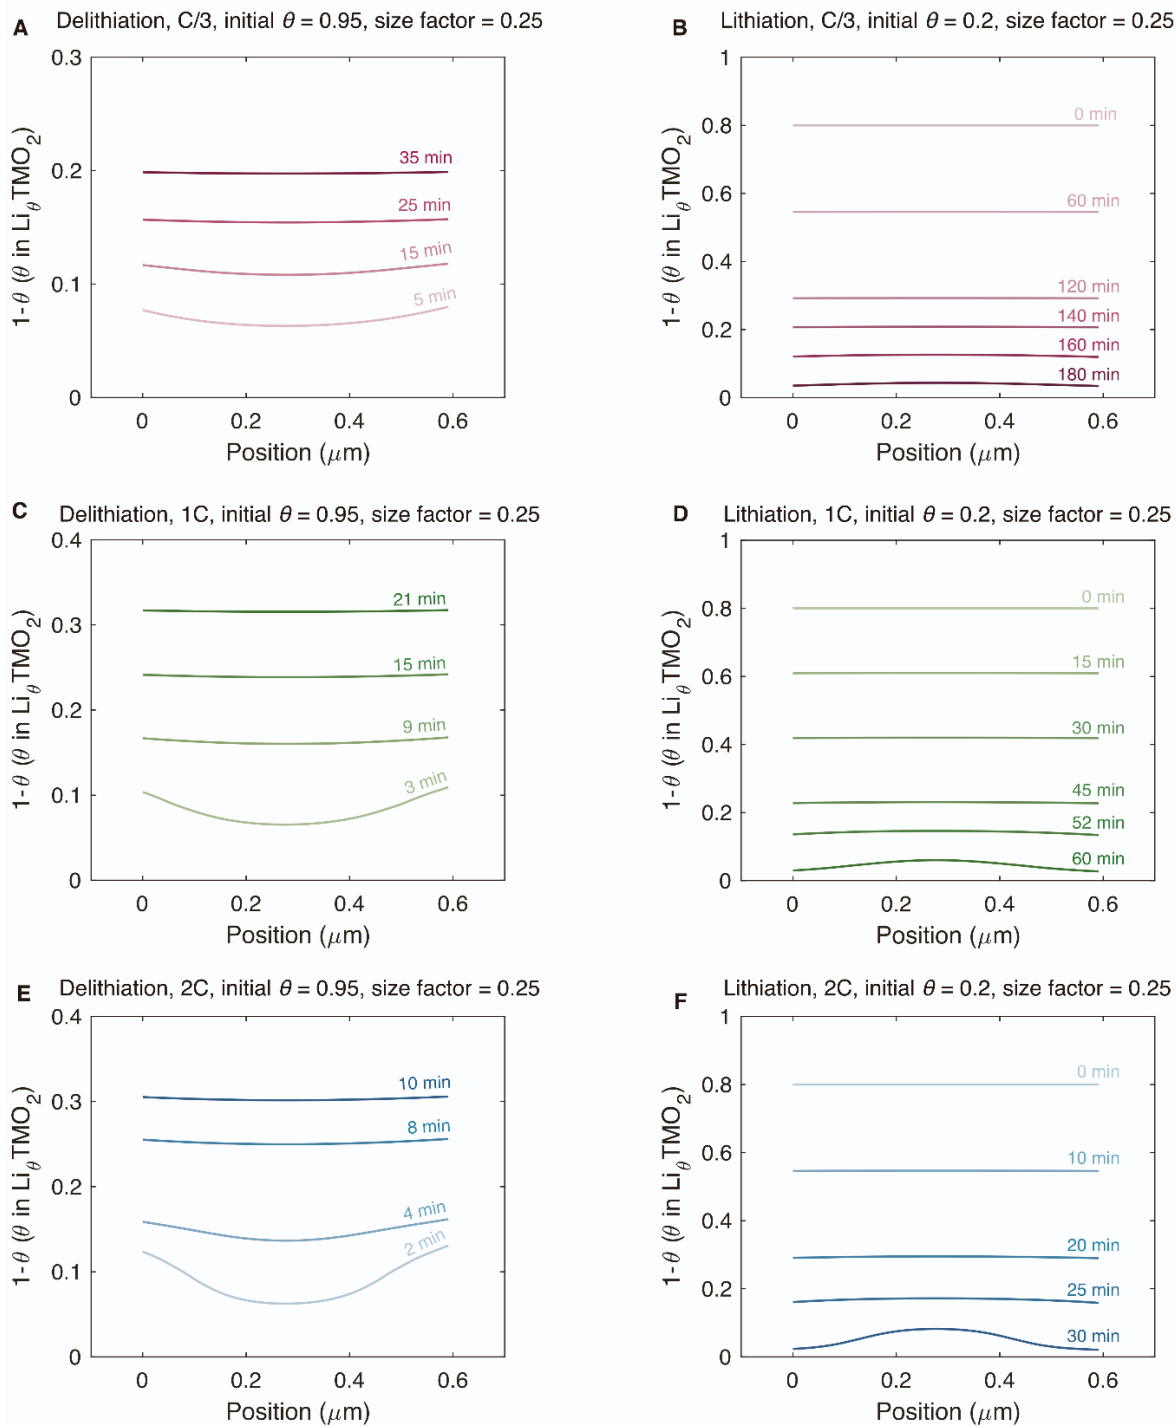 A Delithiation, C/3, initial θ = 0.95, size factor = 0.25
0.3
0.2
0.1
0
1-θ (θ in Li_θTMO_2)
35 min
25 min
15 min
5 min
0 0.2 0.4 0.6
Position (μm)
B Lithiation, C/3, initial θ = 0.2, size factor = 0.25
1
0.8
0.6
0.4
0.2
0
1-θ (θ in Li_θTMO_2)
0 min
60 min
120 min
140 min
160 min
180 min
0 0.2 0.4 0.6
Position (μm)
C Delithiation, 1C, initial θ = 0.95, size factor = 0.25
0.4
0.3
0.2
0.1
0
1-θ (θ in Li_θTMO_2)
21 min
15 min
9 min
3 min
0 0.2 0.4 0.6
Position (μm)
D Lithiation, 1C, initial θ = 0.2, size factor = 0.25
1
0.8
0.6
0.4
0.2
0
1-θ (θ in Li_θTMO_2)
0 min
15 min
30 min
45 min
52 min
60 min
0 0.2 0.4 0.6
Position (μm)
E Delithiation, 2C, initial θ = 0.95, size factor = 0.25
0.4
0.3
0.2
0.1
0
1-θ (θ in Li_θTMO_2)
10 min
8 min
4 min
2 min
0 0.2 0.4 0.6
Position (μm)
F Lithiation, 2C, initial θ = 0.2, size factor = 0.25
1
0.8
0.6
0.4
0.2
0
1-θ (θ in Li_θTMO_2)
0 min
10 min
20 min
25 min
30 min
0 0.2 0.4 0.6
Position (μm)